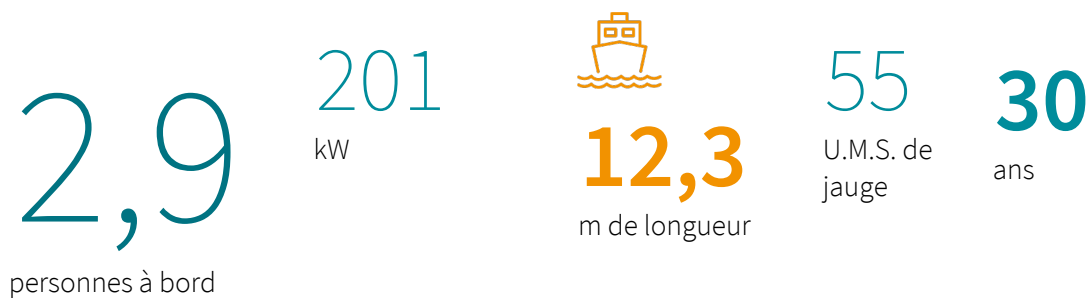 2,9
personnes à bord
201
kW
12,3
m de longueur
55
U.M.S. de
jauge
30
ans